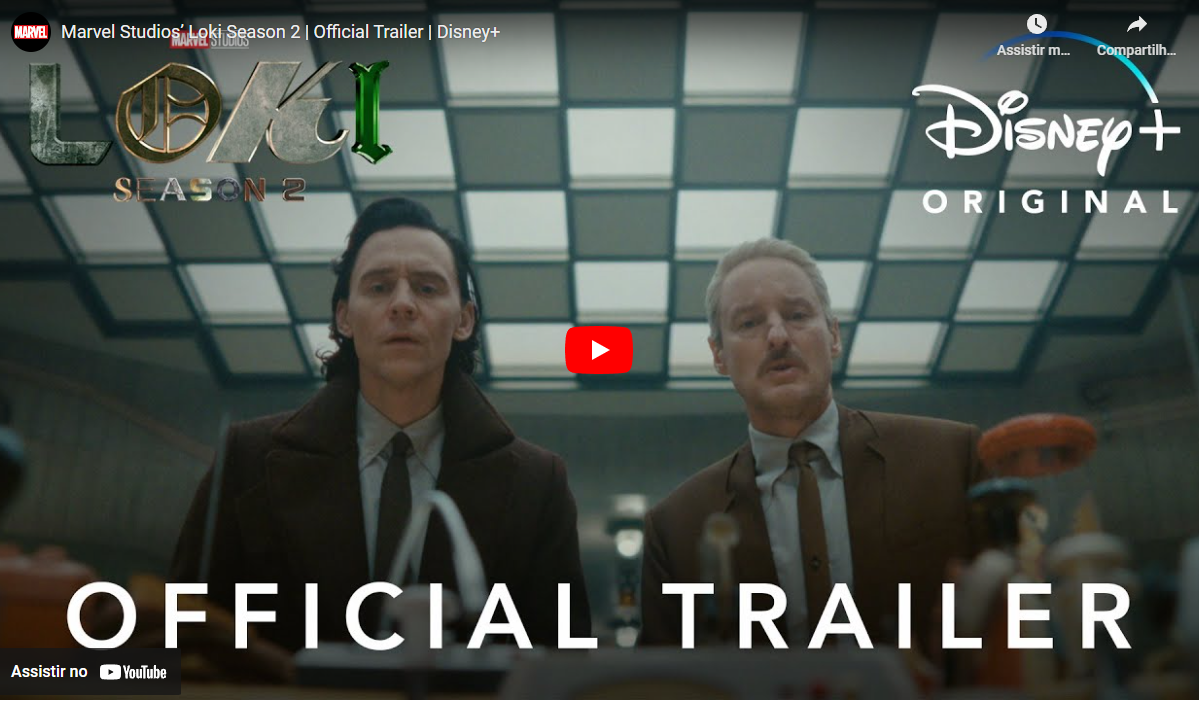 MARVEL
Marvel Studios’ Loki Season 2 | Official Trailer | Disney+
Assistir m...
Compartilh...
MARVEL STUDIOS
LOKI
SEASON 2
Disney+
ORIGINAL
OFFICIAL TRAILER
Assistir no YouTube